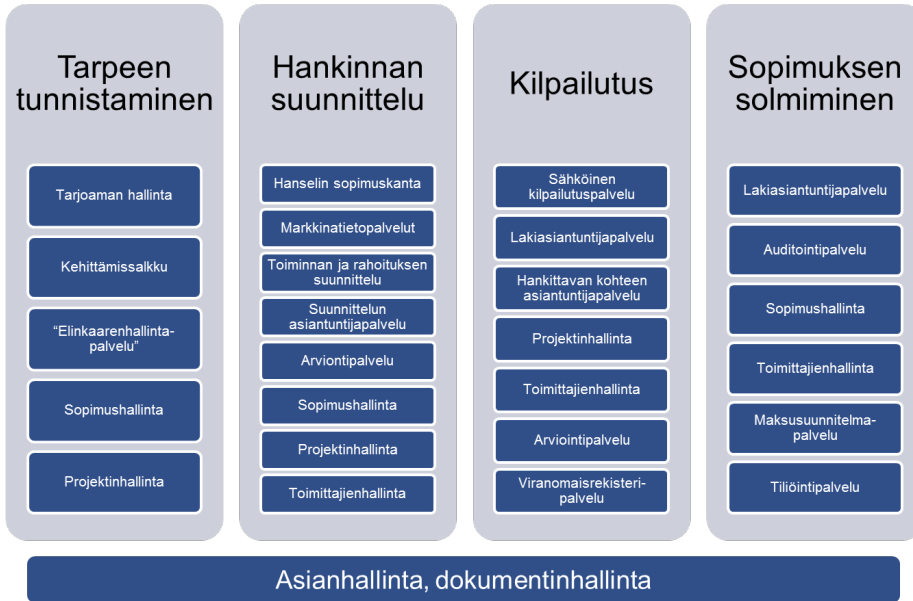 Tarpeen
tunnistaminen
Tarjoaman hallinta
Kehittämissalkku
“Elinkaarenhallinta-
palvelu”
Sopimushallinta
Projektinhallinta
Hankinnan
suunnittelu
Hanselin sopimuskanta
Markkinatietopalvelut
Toiminnan ja rahoituksen
suunnittelu
Suunnittelun
asiantuntijapalvelu
Arviontipalvelu
Sopimushallinta
Projektinhallinta
Toimittajienhallinta
Kilpailutus
Sähköinen
kilpailutuspalvelu
Lakiasiantuntijapalvelu
Hankittavan kohteen
asiantuntijapalvelu
Projektinhallinta
Toimittajienhallinta
Arviointipalvelu
Viranomaisrekisteri-
palvelu
Sopimuksen
solmiminen
Lakiasiantuntijapalvelu
Auditointipalvelu
Sopimushallinta
Toimittajienhallinta
Maksusuunnitelma-
palvelu
Tiliöintipalvelu
Asianhallinta, dokumentinhallinta